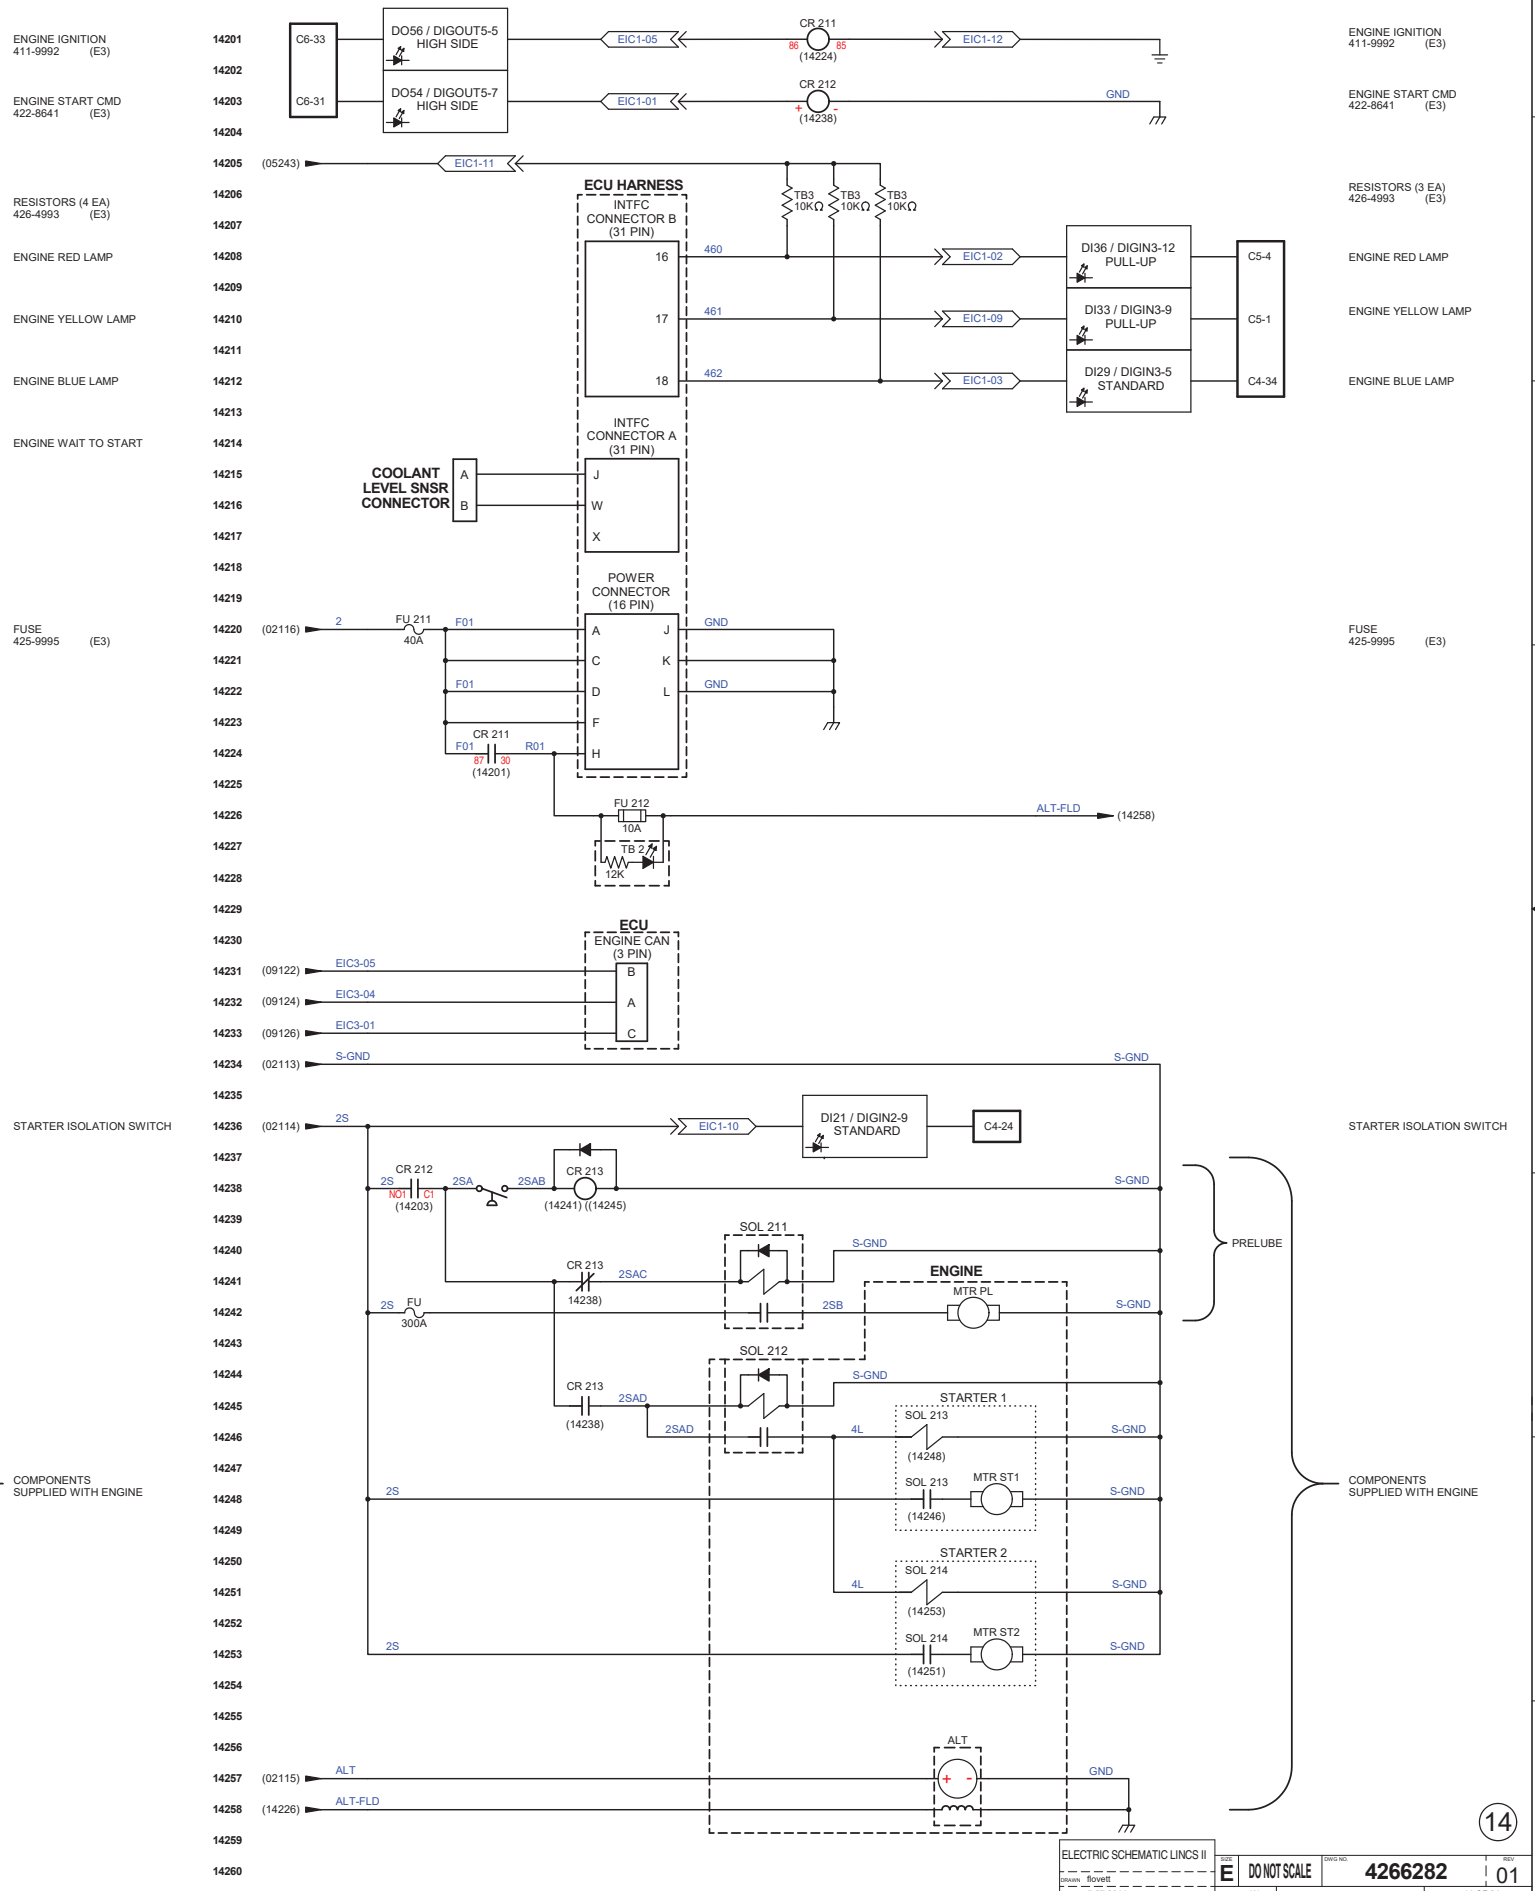 ENGINE IGNITION
411-9992 (E3)
14201
C6-33
DO56 / DIGOUT5-5
HIGH SIDE
EIC1-05
CR 211
86 85
(14224)
EIC1-12
ENGINE IGNITION
411-9992 (E3)
14202
ENGINE START CMD
422-8641 (E3)
14203
C6-31
DO54 / DIGOUT5-7
HIGH SIDE
EIC1-01
CR 212
+ -
(14238)
GND
ENGINE START CMD
422-8641 (E3)
14204
14205 (05243)
EIC1-11
RESISTORS (4 EA)
426-4993 (E3)
14206
ECU HARNESS
INTFC
CONNECTOR B
(31 PIN)
TB3
10KΩ
TB3
10KΩ
TB3
10KΩ
RESISTORS (3 EA)
426-4993 (E3)
14207
ENGINE RED LAMP
14208
16
460
EIC1-02
DI36 / DIGIN3-12
PULL-UP
C5-4
ENGINE RED LAMP
14209
ENGINE YELLOW LAMP
14210
17
461
EIC1-09
DI33 / DIGIN3-9
PULL-UP
C5-1
ENGINE YELLOW LAMP
14211
ENGINE BLUE LAMP
14212
18
462
EIC1-03
DI29 / DIGIN3-5
STANDARD
C4-34
ENGINE BLUE LAMP
14213
ENGINE WAIT TO START
14214
INTFC
CONNECTOR A
(31 PIN)
14215
COOLANT
LEVEL SNSR
CONNECTOR
A
B
J
W
X
14216
14217
14218
14219
POWER
CONNECTOR
(16 PIN)
FUSE
425-9995 (E3)
14220 (02116)
2
FU 211
40A
F01
A J
GND
FUSE
425-9995 (E3)
14221
C K
14222
F01
D L
GND
14223
F
14224
F01
CR 211
87 30
(14201)
R01
H
14225
14226
FU 212
10A
ALT-FLD
(14258)
14227
TB 2
12K
14228
14229
14230
ECU
ENGINE CAN
(3 PIN)
14231 (09122)
EIC3-05
B
14232 (09124)
EIC3-04
A
14233 (09126)
EIC3-01
C
14234 (02113)
S-GND
S-GND
14235
STARTER ISOLATION SWITCH
14236 (02114)
2S
EIC1-10
DI21 / DIGIN2-9
STANDARD
C4-24
STARTER ISOLATION SWITCH
14237
14238
2S
CR 212
NO1 C1
(14203)
2SA
2SAB
CR 213
(14241) ((14245)
S-GND
14239
14240
SOL 211
S-GND
PRELUBE
14241
CR 213
14238)
2SAC
ENGINE
14242
2S
FU
300A
2SB
MTR PL
S-GND
14243
14244
SOL 212
S-GND
14245
CR 213
(14238)
2SAD
STARTER 1
14246
2SAD
4L
SOL 213
(14248)
S-GND
14247
COMPONENTS
SUPPLIED WITH ENGINE
14248
2S
SOL 213
(14246)
MTR ST1
S-GND
COMPONENTS
SUPPLIED WITH ENGINE
14249
14250
STARTER 2
14251
4L
SOL 214
(14253)
S-GND
14252
14253
2S
SOL 214
(14251)
MTR ST2
S-GND
14254
14255
14256
ALT
14257 (02115)
ALT
+ -
GND
14258 (14226)
ALT-FLD
14
14259
14260
ELECTRIC SCHEMATIC LINCS II
DRAWN flovett
SIZE
E
DO NOT SCALE
DWG NO.
4266282
REV
01